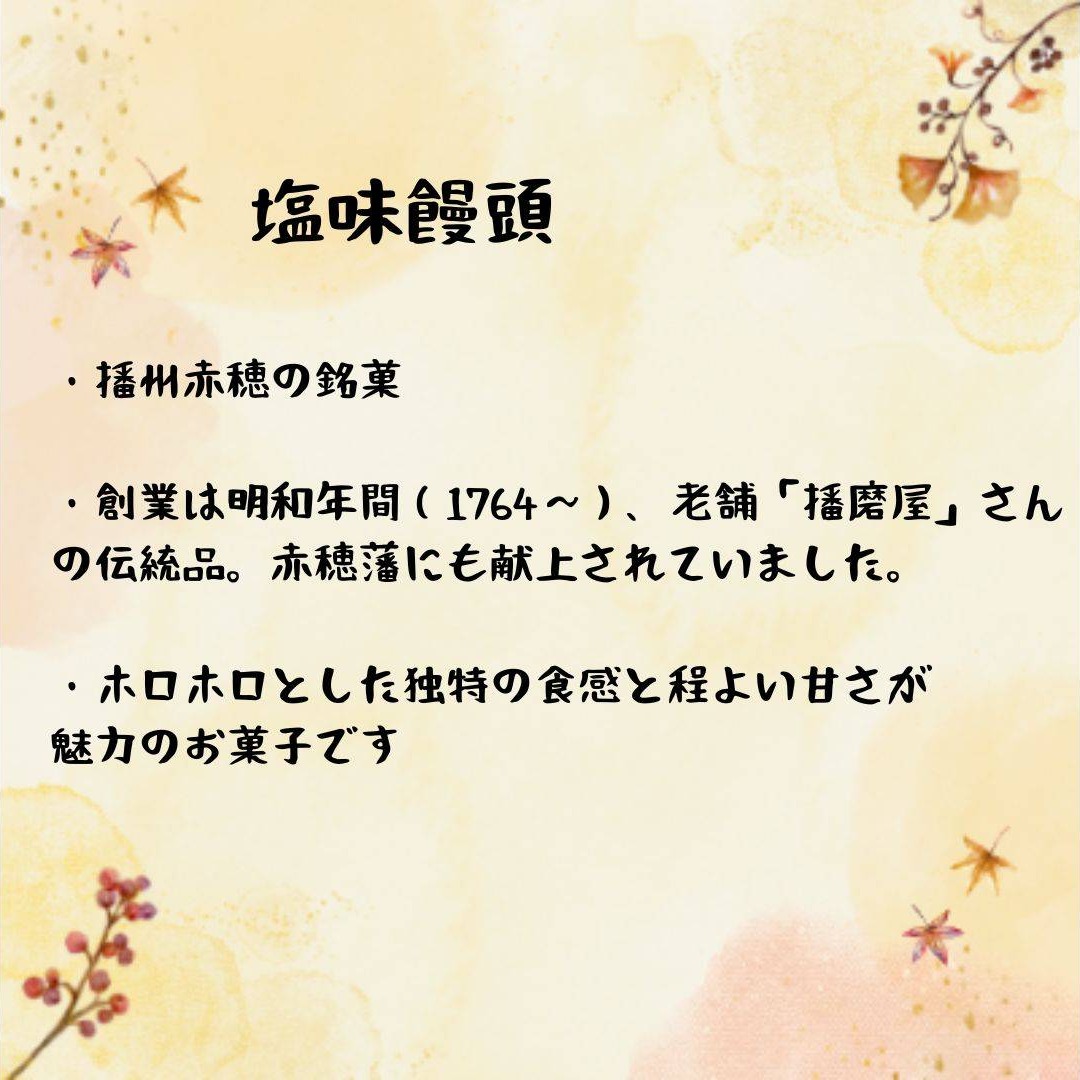 塩味饅頭
・播州赤穂の銘菓
・創業は明和年間(1764~)、老舗「播磨屋」さん
の伝統品。赤穂藩にも献上されていました。
・ホロホロとした独特の食感と程よい甘さが
魅力のお菓子です